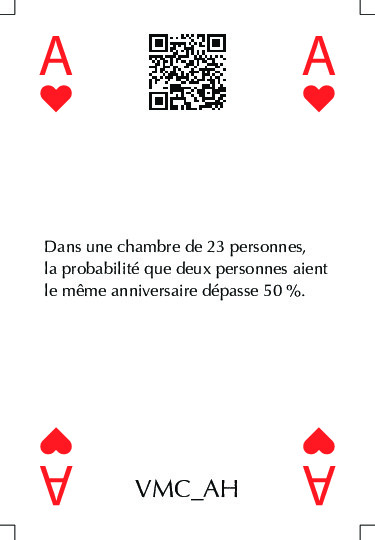 A A
Dans une chambre de 23 personnes,
la probabilité que deux personnes aient
le même anniversaire dépasse 50 %.
A VMC_AH A